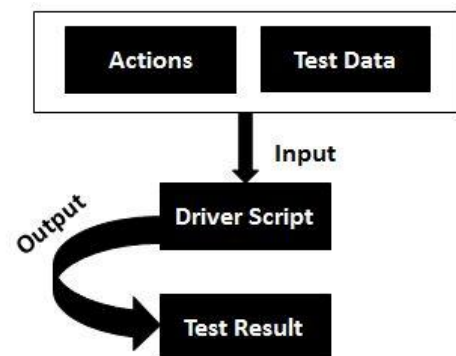 Actions
Test Data
Input
Driver Script
Output
Test Result